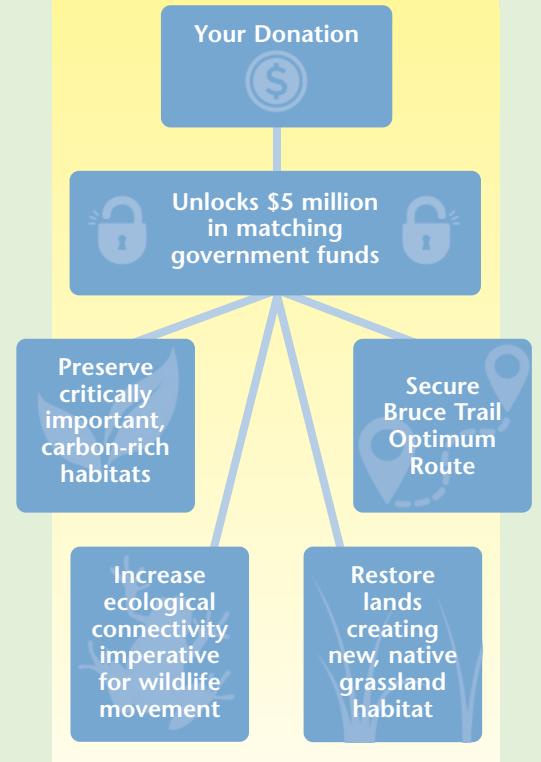 Your Donation
$
Unlocks $5 million
in matching
government funds
Preserve
critically
important,
carbon-rich
habitats
Secure
Bruce Trail
Optimum
Route
Increase
ecological
connectivity
imperative
for wildlife
movement
Restore
lands
creating
new, native
grassland
habitat